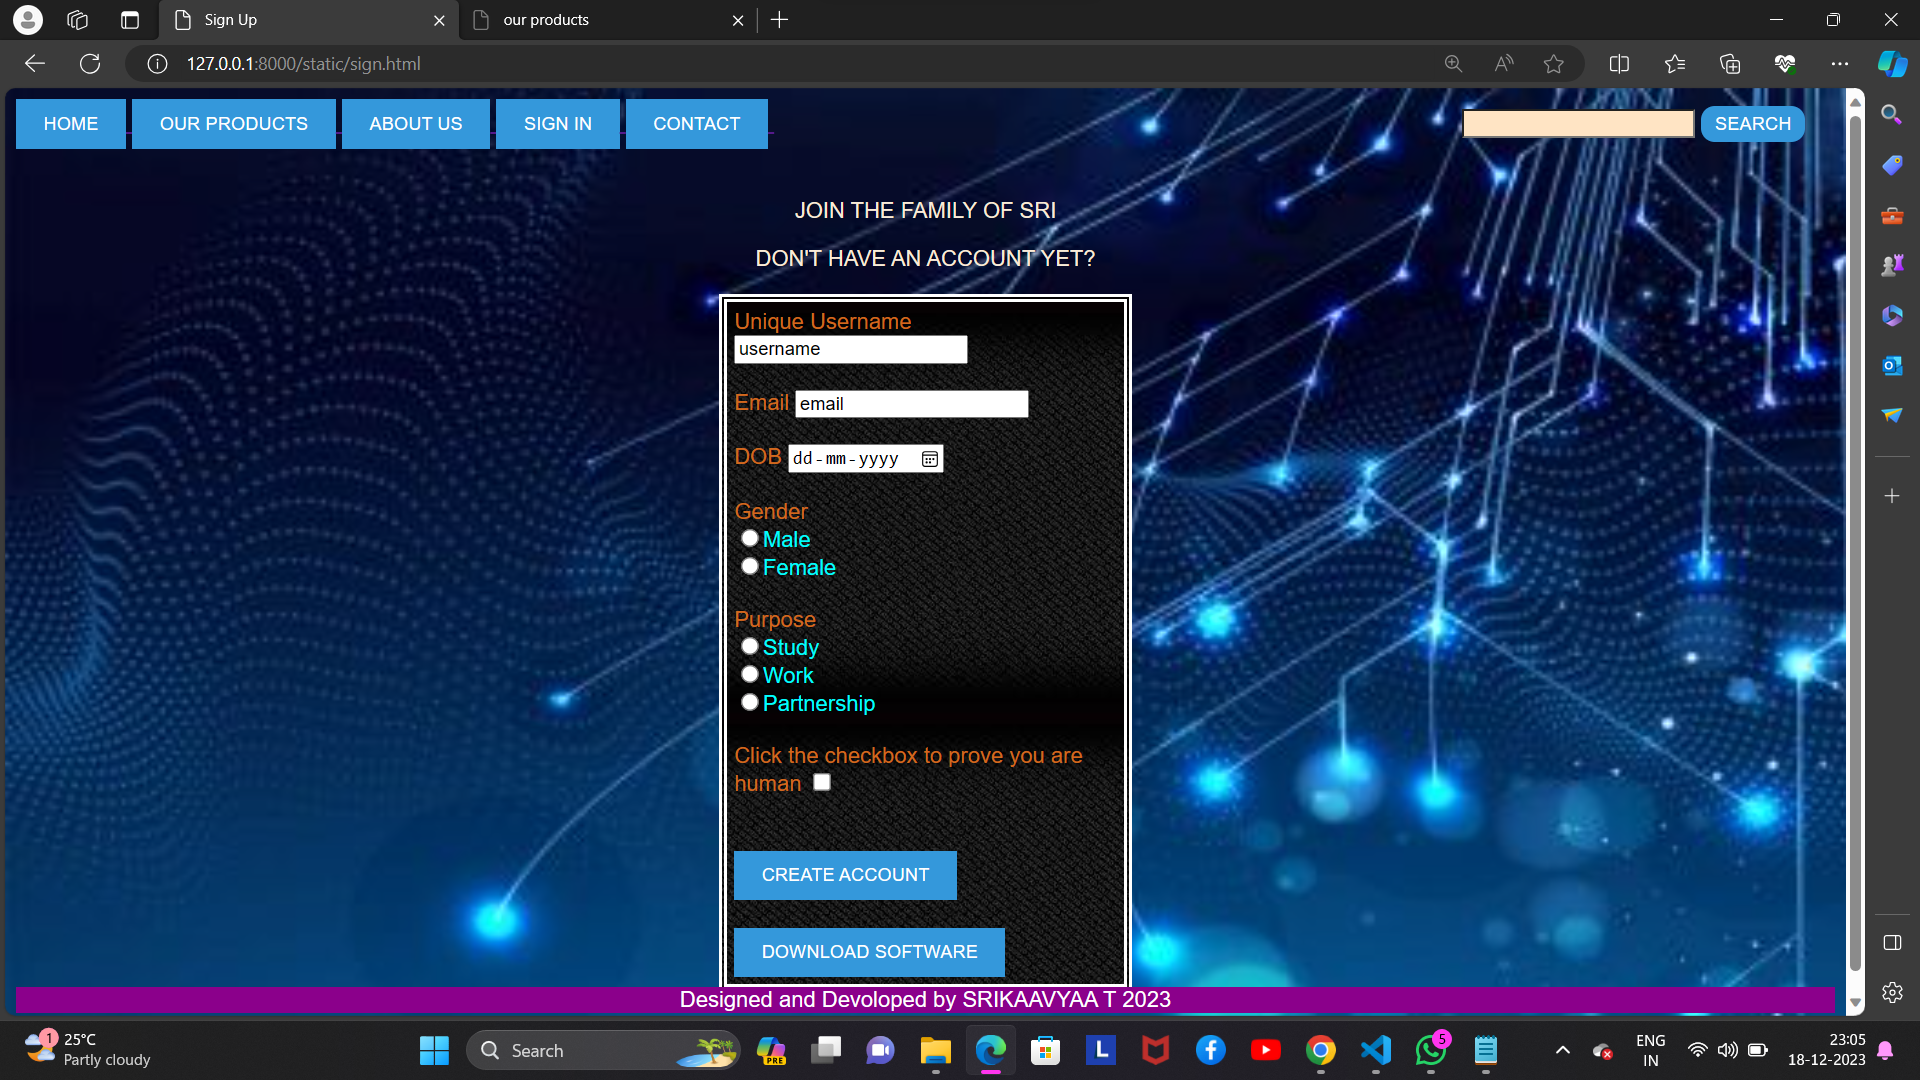 Sign Up
our products
127.0.0.1:8000/static/sign.html
HOME
OUR PRODUCTS
ABOUT US
SIGN IN
CONTACT
SEARCH
JOIN THE FAMILY OF SRI
DON'T HAVE AN ACCOUNT YET?
Unique Username
username
Email email
DOB dd-mm-yyyy
Gender
Male
Female
Purpose
Study
Work
Partnership
Click the checkbox to prove you are
human
CREATE ACCOUNT
DOWNLOAD SOFTWARE
Designed and Devoloped by SRIKAAVYAA T 2023
1
25°C
Partly cloudy
Search
PRE
L
5
ENG
IN
23:05
18-12-2023